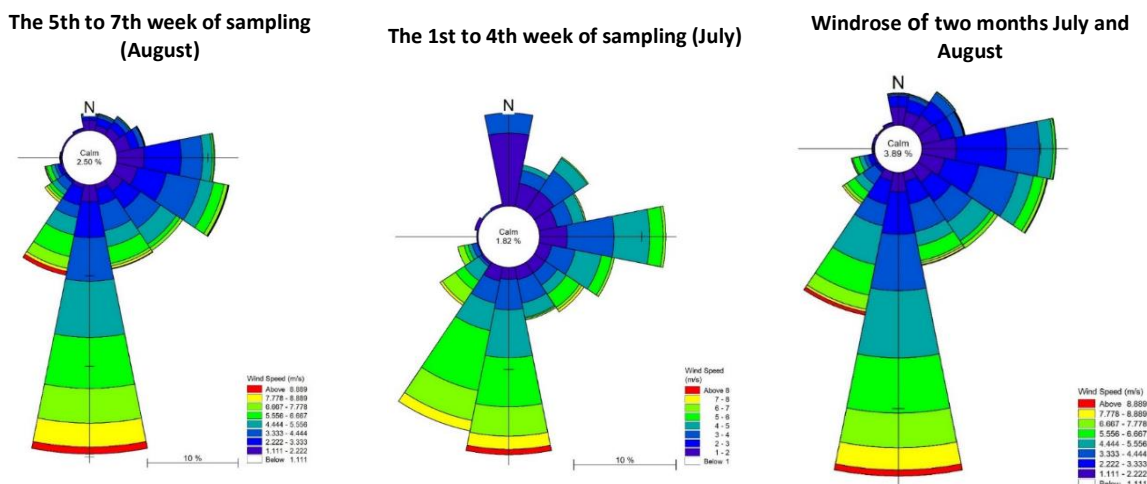 The 5th to 7th week of sampling
(August)
N
Calm
2.50 %
Wind Speed (m/s)
Above 8.889
7.778 - 8.889
6.667 - 7.778
5.556 - 6.667
4.444 - 5.556
3.333 - 4.444
2.222 - 3.333
1.111 - 2.222
Below 1.111
10 %
The 1st to 4th week of sampling (July)
N
Calm
1.82 %
Wind Speed
(m/s)
Above 8
7 - 8
6 - 7
5 - 6
4 - 5
3 - 4
2 - 3
1 - 2
Below 1
10 %
Windrose of two months July and
August
N
Calm
3.89 %
Wind Speed (m/s)
Above 8.889
7.778 - 8.889
6.667 - 7.778
5.556 - 6.667
4.444 - 5.556
3.333 - 4.444
2.222 - 3.333
1.111 - 2.222
Below 1.111